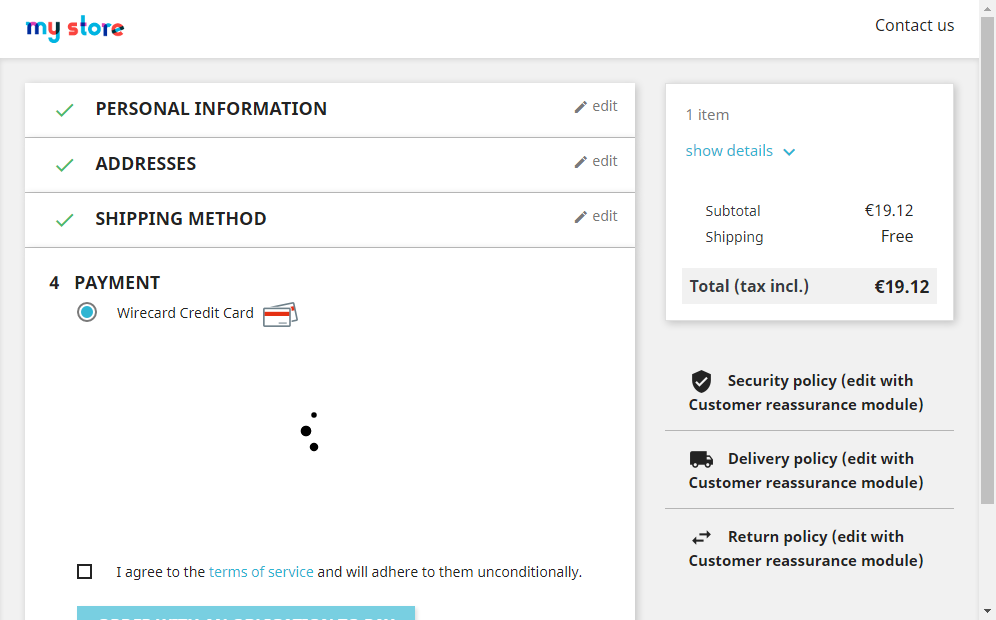 my store
Contact us
PERSONAL INFORMATION
edit
ADDRESSES
edit
SHIPPING METHOD
edit
4 PAYMENT
Wirecard Credit Card
I agree to the terms of service and will adhere to them unconditionally.
1 item
show details
Subtotal €19.12
Shipping Free
Total (tax incl.) €19.12
Security policy (edit with
Customer reassurance module)
Delivery policy (edit with
Customer reassurance module)
Return policy (edit with
Customer reassurance module)